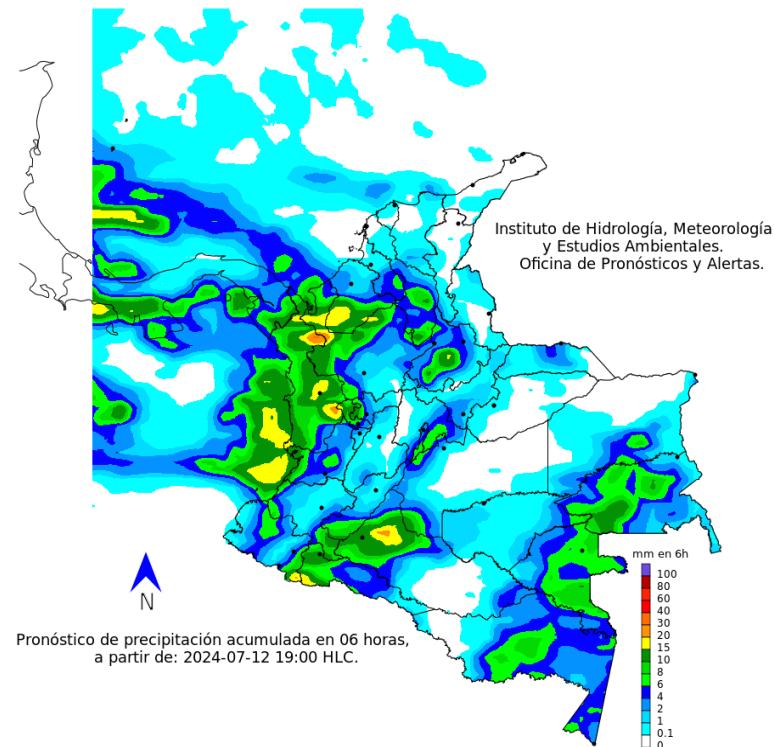 Instituto de Hidrología, Meteorología
y Estudios Ambientales.
Oficina de Pronósticos y Alertas.
mm en 6h
100
80
60
40
30
20
15
10
8
6
4
2
1
0.1
0
N
Pronóstico de precipitación acumulada en 06 horas,
a partir de: 2024-07-12 19:00 HLC.